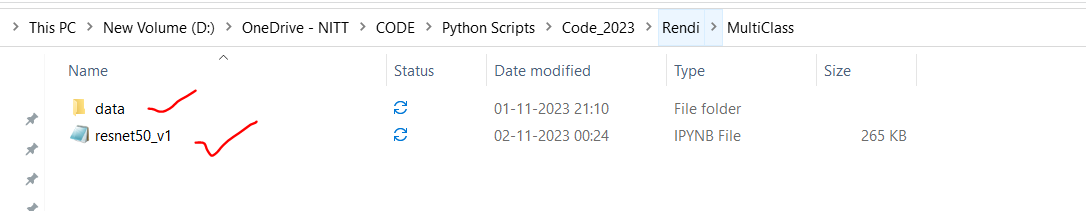 This PC > New Volume (D:) > OneDrive - NITT > CODE > Python Scripts > Code_2023 > Rendi > MultiClass
Name Status Date modified Type Size
data 01-11-2023 21:10 File folder
resnet50_v1 02-11-2023 00:24 IPYNB File 265 KB